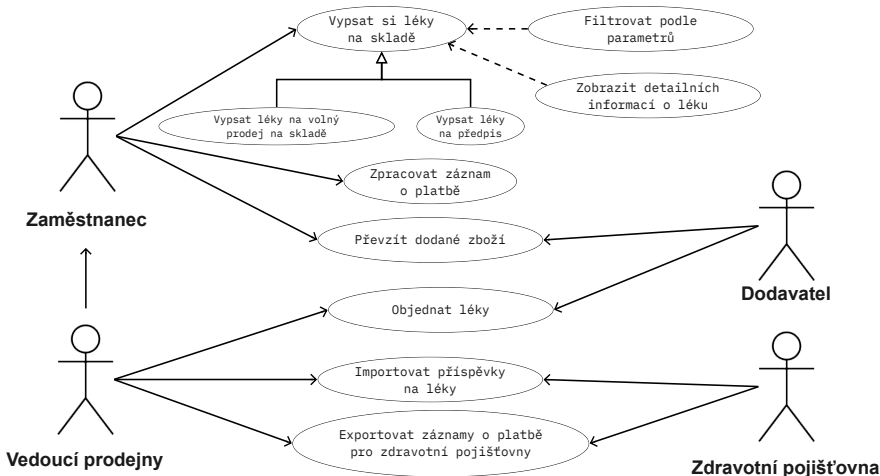 Vypsat si léky
na skladě
Filtrovat podle
parametrů
Zobrazit detailních
informací o léku
Vypsat léky na volný
prodej na skladě
Vypsat léky
na předpis
Zaměstnanec
Zpracovat záznam
o platbě
Převzít dodané zboží
Dodavatel
Objednat léky
Importovat příspěvky
na léky
Exportovat záznamy o platbě
pro zdravotní pojišťovny
Vedoucí prodejny
Zdravotní pojišťovna